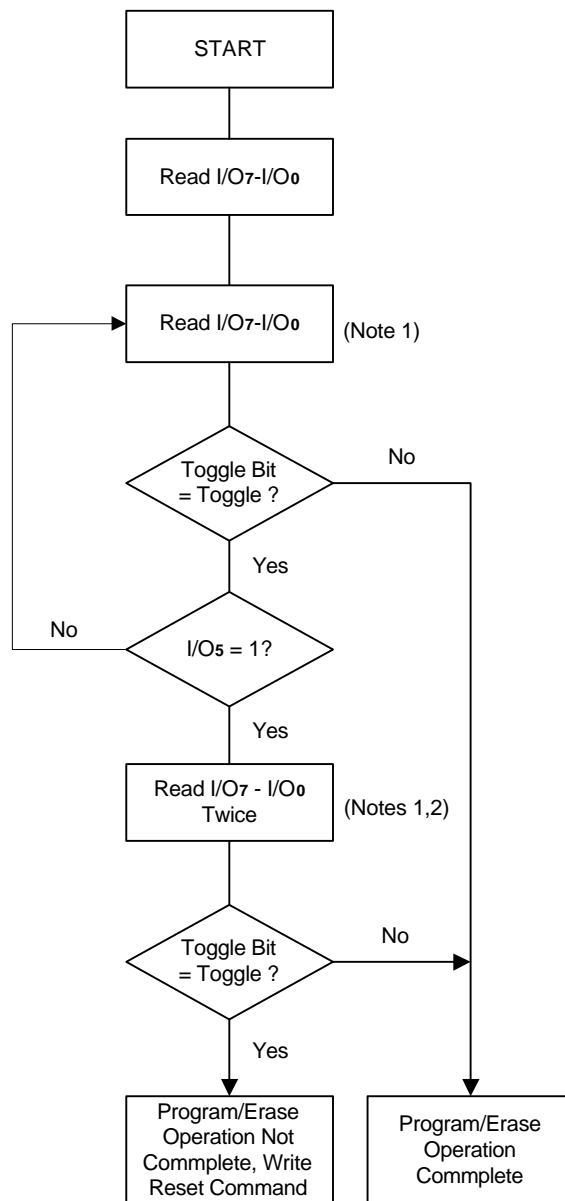 START
Read I/O7-I/O0
Read I/O7-I/O0
(Note 1)
Toggle Bit
= Toggle ?
No
Yes
No
I/O5 = 1?
Yes
Read I/O7 - I/O0
Twice
(Notes 1,2)
Toggle Bit
= Toggle ?
No
Yes
Program/Erase
Operation Not
Commplete, Write
Reset Command
Program/Erase
Operation
Commplete